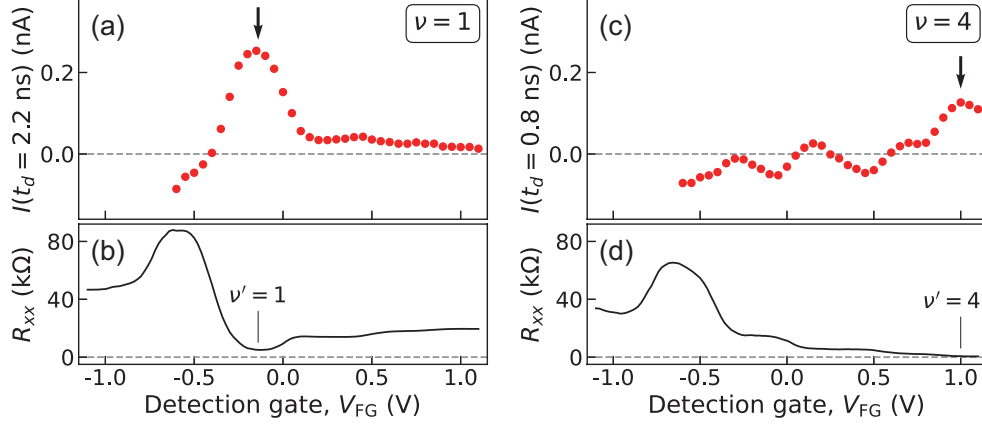 (a)
ν = 1
I(t_d = 2.2 ns) (nA)
0.2
0.0
(b)
ν′ = 1
R_xx (kΩ)
80
40
0
-1.0 -0.5 0.0 0.5 1.0
Detection gate, V_FG (V)
(c)
ν = 4
I(t_d = 0.8 ns) (nA)
0.2
0.0
(d)
ν′ = 4
R_xx (kΩ)
80
40
0
-1.0 -0.5 0.0 0.5 1.0
Detection gate, V_FG (V)